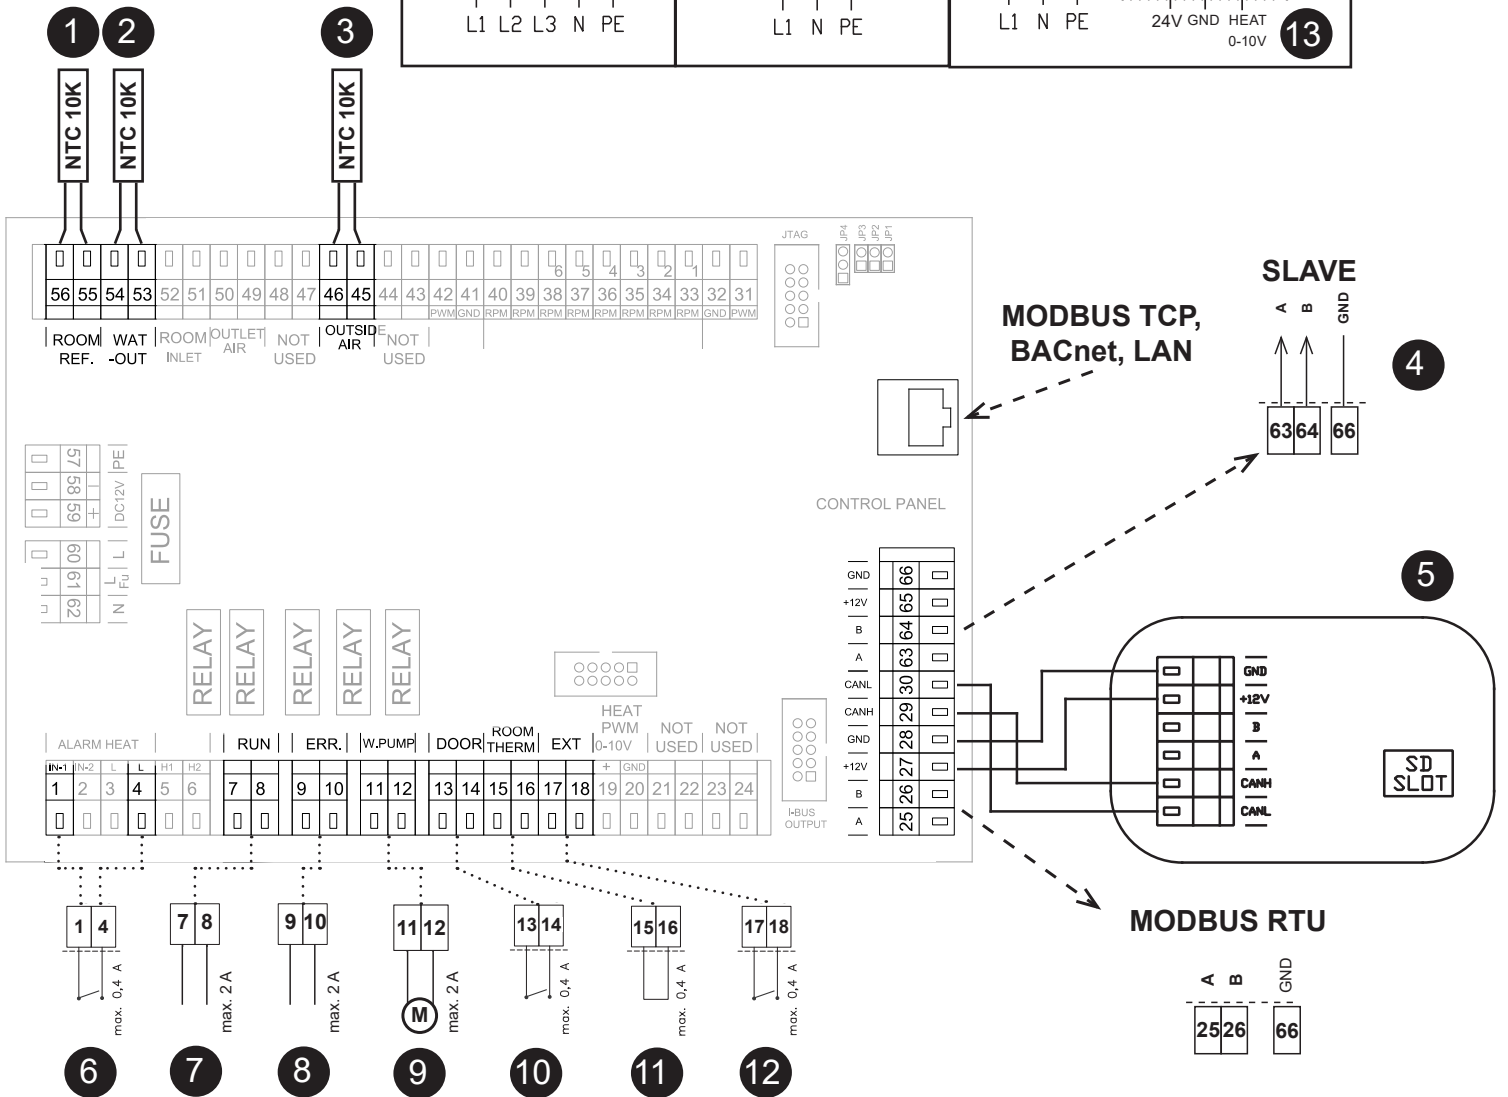 L1 L2 L3 N PE
L1 N PE
L1 N PE
24V GND HEAT
0-10V
13
1
2
3
NTC 10K
NTC 10K
NTC 10K
6 5 4 3 2 1
56 55 54 53 52 51 50 49 48 47 46 45 44 43 42 41 40 39 38 37 36 35 34 33 32 31
PWM GND RPM RPM RPM RPM RPM RPM RPM RPM GND PWM
ROOM REF.
WAT -OUT
ROOM INLET
OUTLET AIR
NOT USED
OUTSIDE AIR
NOT USED
JTAG
JP4
JP3
JP2
JP1
MODBUS TCP,
BACnet, LAN
SLAVE
A B GND
63 64 66
4
57 PE
58 -
59 +
DC12V
60 L
61 L Fu
62 N
FUSE
RELAY
RELAY
RELAY
RELAY
RELAY
CONTROL PANEL
GND 66
+12V 65
B 64
A 63
CANL 30
CANH 29
GND 28
+12V 27
B 26
A 25
5
GND
+12V
B
A
CANH
CANL
SD
SLOT
I-BUS
OUTPUT
ALARM HEAT
RUN
ERR.
W.PUMP
DOOR
ROOM
THERM
EXT
HEAT
PWM
0-10V
NOT
USED
NOT
USED
IN-1 IN-2 L L H1 H2 + GND
1 2 3 4 5 6 7 8 9 10 11 12 13 14 15 16 17 18 19 20 21 22 23 24
1 4
max. 0,4 A
6
7 8
max. 2 A
7
9 10
max. 2 A
8
11 12
M
max. 2 A
9
13 14
max. 0,4 A
10
15 16
max. 0,4 A
11
17 18
max. 0,4 A
12
MODBUS RTU
A B GND
25 26 66